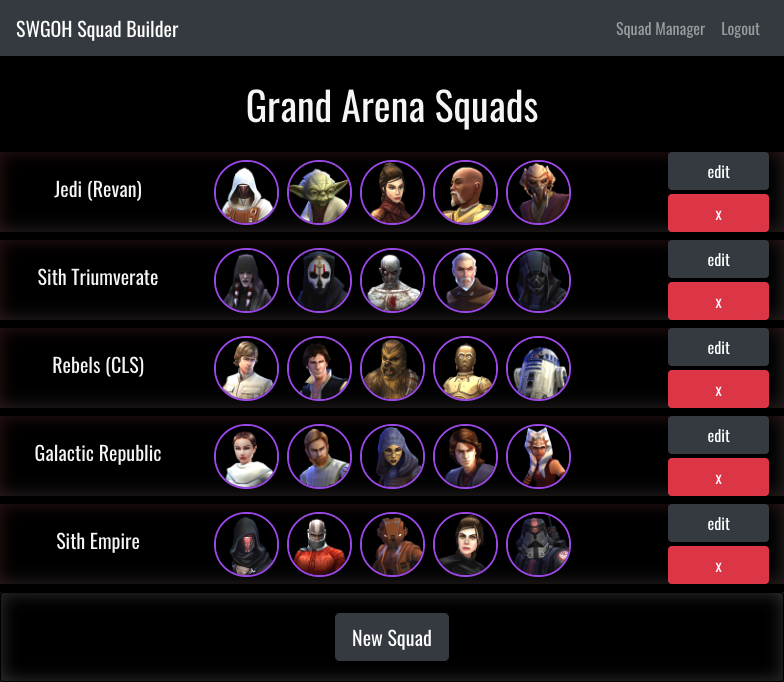 SWGOH Squad Builder
Squad Manager
Logout
Grand Arena Squads
Jedi (Revan)
edit
x
Sith Triumverate
edit
x
Rebels (CLS)
edit
x
Galactic Republic
edit
x
Sith Empire
edit
x
New Squad